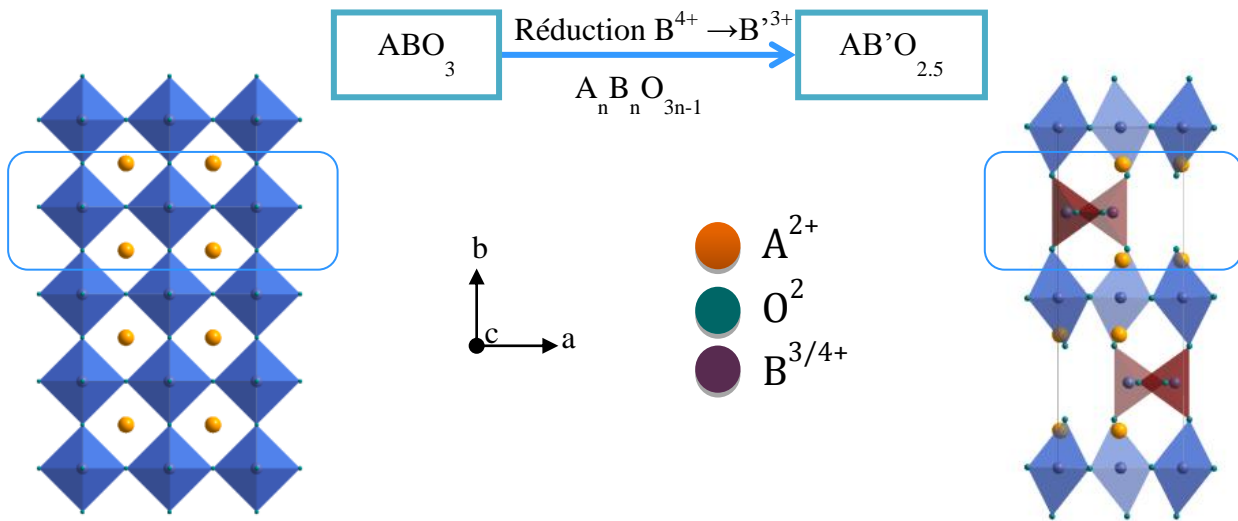 ABO3
Réduction B4+ →B’3+
AB’O2.5
AnBnO3n-1
b
c
a
A2+
O2
B3/4+